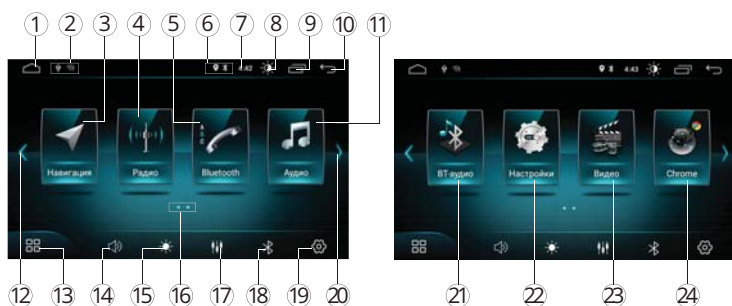 1 2 3 4 5 6 7 8 9 10 11
4:42
4:43
A
B
C
Навигация Радио Bluetooth Аудио
BT-аудио Настройки Видео Chrome
12 13 14 15 16 17 18 19 20 21 22 23 24